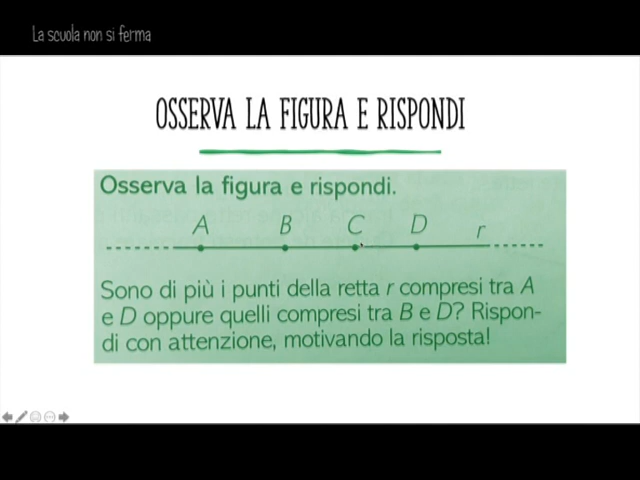 La scuola non si ferma
OSSERVA LA FIGURA E RISPONDI
Osserva la figura e rispondi.
A B C D r
Sono di più i punti della retta r compresi tra A
e D oppure quelli compresi tra B e D? Rispon-
di con attenzione, motivando la risposta!